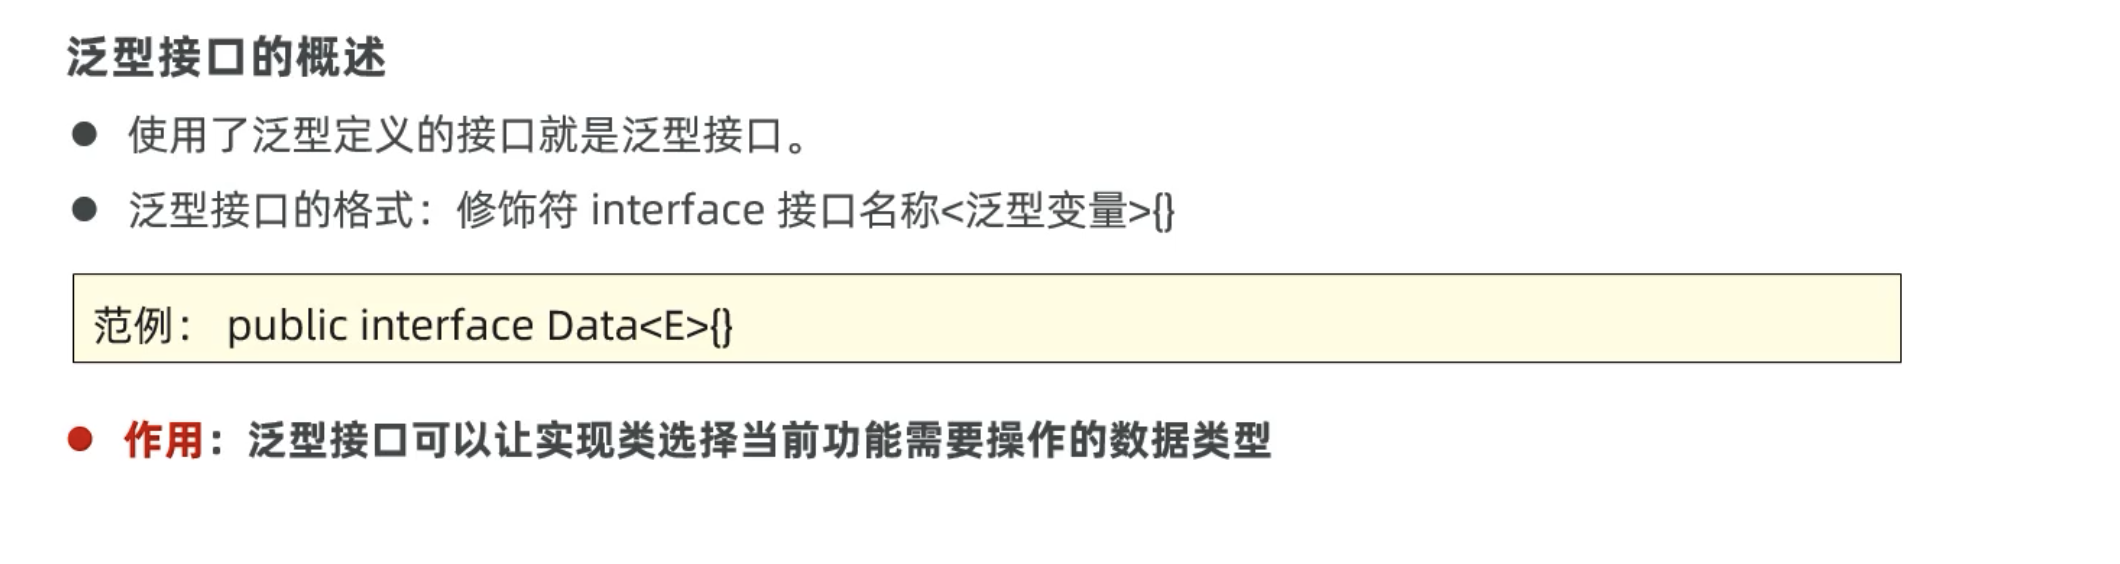 泛型接口的概述
● 使用了泛型定义的接口就是泛型接口。
● 泛型接口的格式：修饰符 interface 接口名称<泛型变量>{}
范例： public interface Data<E>{}
● 作用：泛型接口可以让实现类选择当前功能需要操作的数据类型